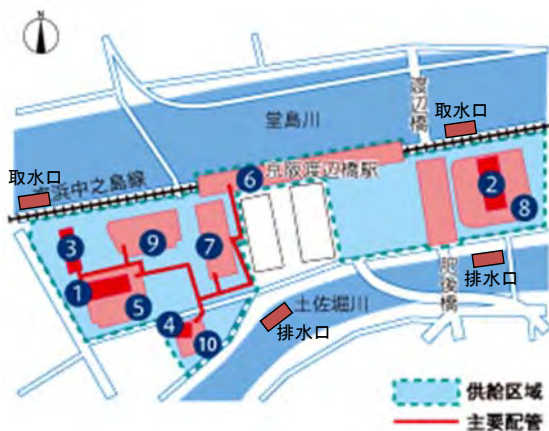 N
取水口
渡辺橋
堂島川
京阪渡辺橋駅
取水口
京浜中之島線
6
2
8
3
9
7
1
5
4
10
排水口
肥後橋
土佐堀川
排水口
供給区域
主要配管